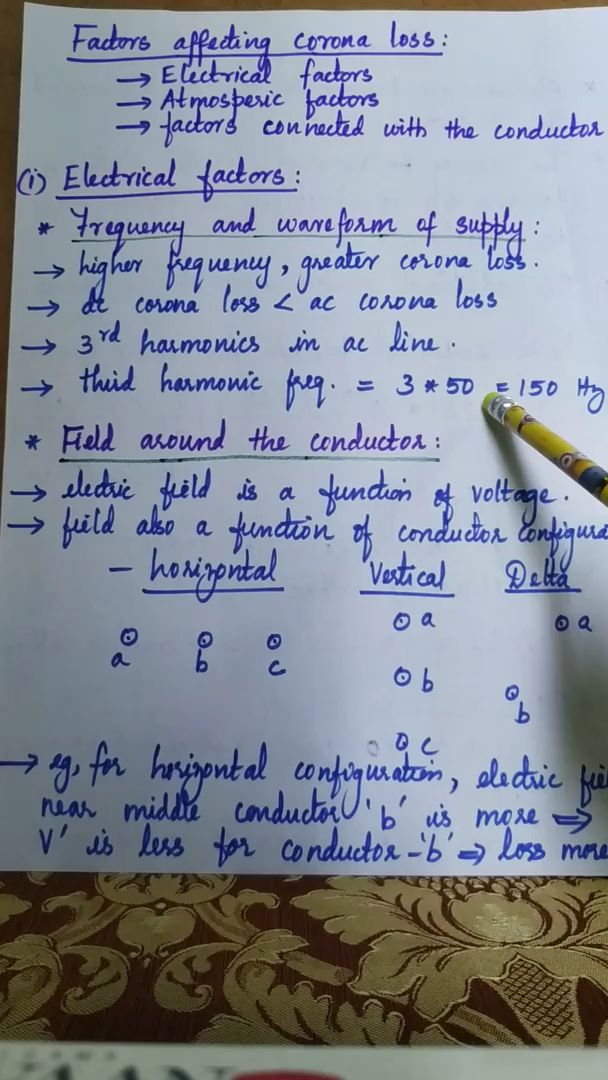 Factors affecting corona loss:
→ Electrical factors
→ Atmosperic factors
→ factors connected with the conductor
(i) Electrical factors:
* Frequency and waveform of supply:
→ higher frequency, greater corona loss.
→ dc corona loss < ac corona loss
→ 3rd harmonics in ac line.
→ third harmonic freq. = 3 * 50 = 150 Hz
* Field around the conductor:
→ electric field is a function of voltage.
→ field also a function of conductor configura
- horizontal Vertical Delta
a b c
a
b
c
a
b
→ eg, for horizontal configuration, electric fie
near middle conductor 'b' is more ⇒
V' is less for conductor-'b' ⇒ loss more